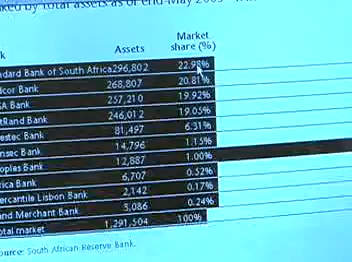 ked by total assets as of end-May 2003
k Assets Market share (%)
ndard Bank of South Africa 296,802 22.98%
dcor Bank 268,807 20.81%
SA Bank 257,210 19.92%
stRand Bank 246,012 19.05%
estec Bank 81,497 6.31%
nsec Bank 14,796 1.15%
oples Bank 12,887 1.00%
rica Bank 6,707 0.52%
ercantile Lisbon Bank 2,142 0.17%
and Merchant Bank 3,086 0.24%
otal market 1,291,504 100%
ource: South African Reserve Bank.